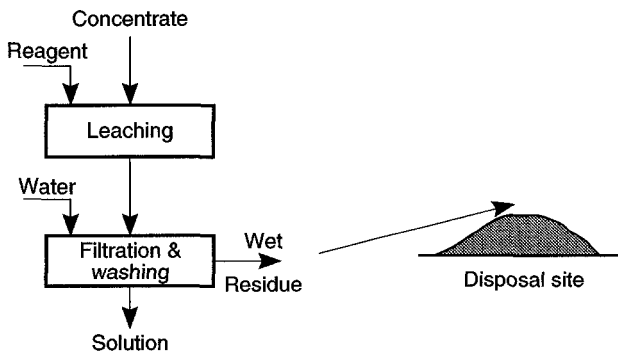 Concentrate
Reagent
Leaching
Water
Filtration &
washing
Wet
Residue
Disposal site
Solution